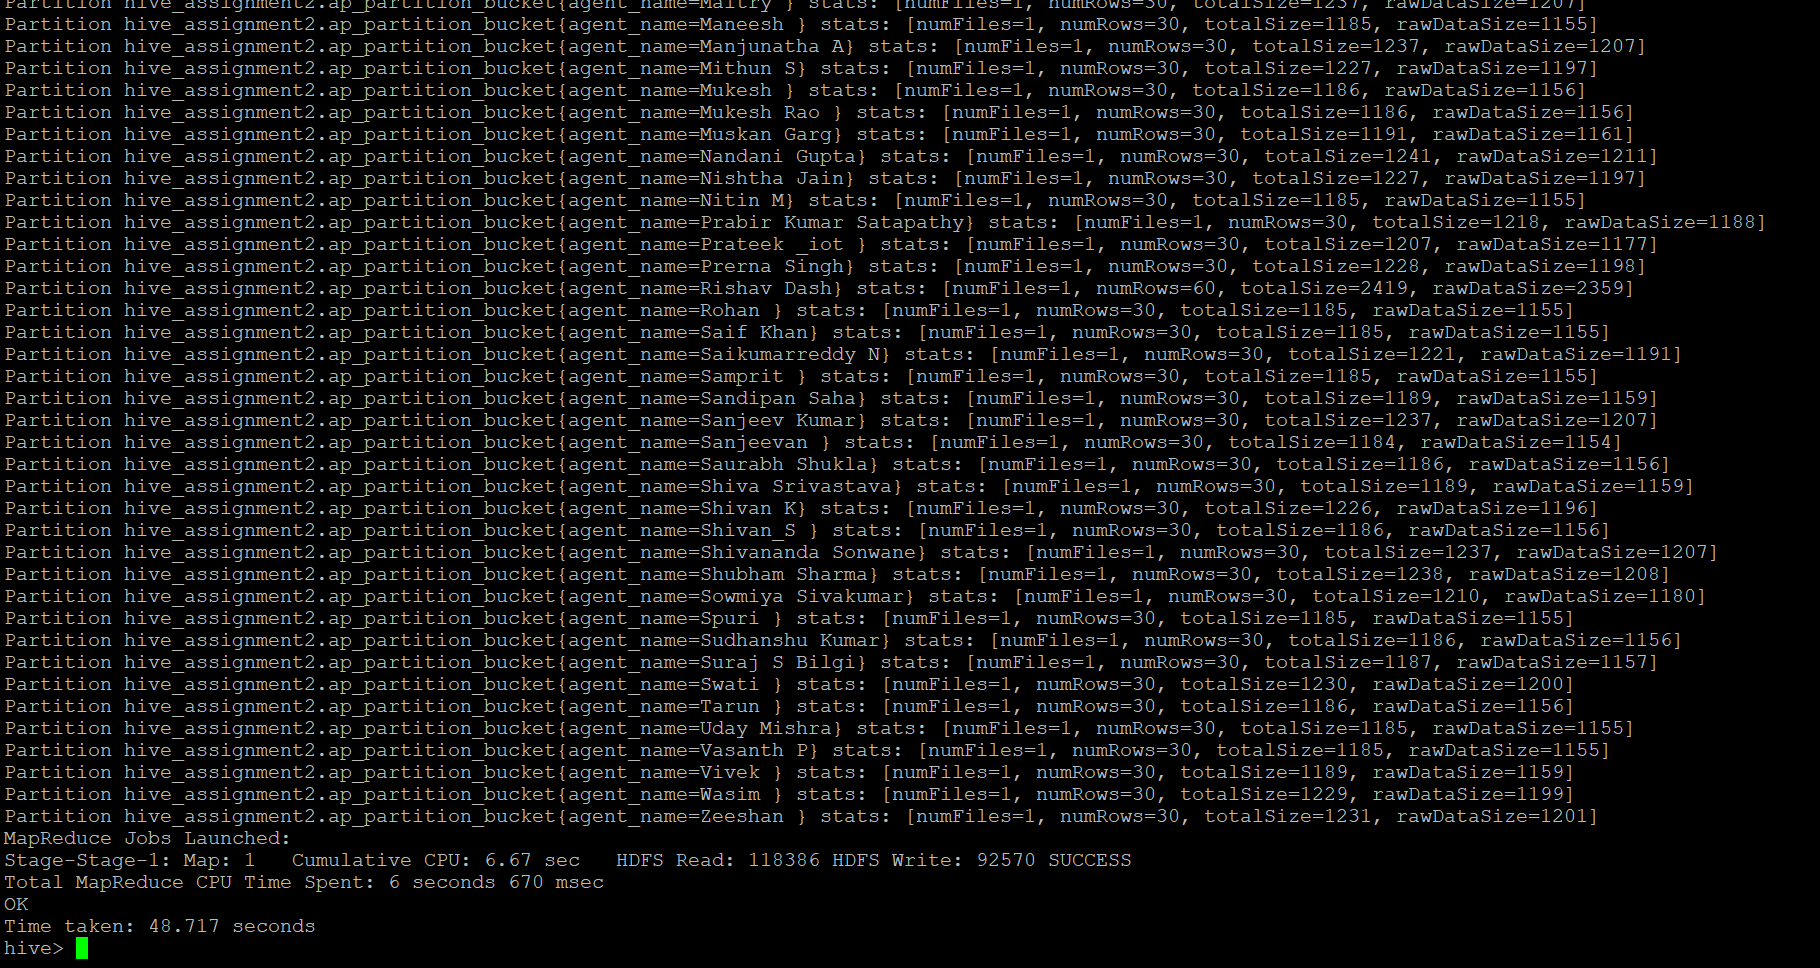 Partition hive_assignment2.ap_partition_bucket{agent_name=Maitry } stats: [numFiles=1, numRows=30, totalSize=1237, rawDataSize=1207]
Partition hive_assignment2.ap_partition_bucket{agent_name=Maneesh } stats: [numFiles=1, numRows=30, totalSize=1185, rawDataSize=1155]
Partition hive_assignment2.ap_partition_bucket{agent_name=Manjunatha A} stats: [numFiles=1, numRows=30, totalSize=1237, rawDataSize=1207]
Partition hive_assignment2.ap_partition_bucket{agent_name=Mithun S} stats: [numFiles=1, numRows=30, totalSize=1227, rawDataSize=1197]
Partition hive_assignment2.ap_partition_bucket{agent_name=Mukesh } stats: [numFiles=1, numRows=30, totalSize=1186, rawDataSize=1156]
Partition hive_assignment2.ap_partition_bucket{agent_name=Mukesh Rao } stats: [numFiles=1, numRows=30, totalSize=1186, rawDataSize=1156]
Partition hive_assignment2.ap_partition_bucket{agent_name=Muskan Garg} stats: [numFiles=1, numRows=30, totalSize=1191, rawDataSize=1161]
Partition hive_assignment2.ap_partition_bucket{agent_name=Nandani Gupta} stats: [numFiles=1, numRows=30, totalSize=1241, rawDataSize=1211]
Partition hive_assignment2.ap_partition_bucket{agent_name=Nishtha Jain} stats: [numFiles=1, numRows=30, totalSize=1227, rawDataSize=1197]
Partition hive_assignment2.ap_partition_bucket{agent_name=Nitin M} stats: [numFiles=1, numRows=30, totalSize=1185, rawDataSize=1155]
Partition hive_assignment2.ap_partition_bucket{agent_name=Prabir Kumar Satapathy} stats: [numFiles=1, numRows=30, totalSize=1218, rawDataSize=1188]
Partition hive_assignment2.ap_partition_bucket{agent_name=Prateek _iot } stats: [numFiles=1, numRows=30, totalSize=1207, rawDataSize=1177]
Partition hive_assignment2.ap_partition_bucket{agent_name=Prerna Singh} stats: [numFiles=1, numRows=30, totalSize=1228, rawDataSize=1198]
Partition hive_assignment2.ap_partition_bucket{agent_name=Rishav Dash} stats: [numFiles=1, numRows=60, totalSize=2419, rawDataSize=2359]
Partition hive_assignment2.ap_partition_bucket{agent_name=Rohan } stats: [numFiles=1, numRows=30, totalSize=1185, rawDataSize=1155]
Partition hive_assignment2.ap_partition_bucket{agent_name=Saif Khan} stats: [numFiles=1, numRows=30, totalSize=1185, rawDataSize=1155]
Partition hive_assignment2.ap_partition_bucket{agent_name=Saikumarreddy N} stats: [numFiles=1, numRows=30, totalSize=1221, rawDataSize=1191]
Partition hive_assignment2.ap_partition_bucket{agent_name=Samprit } stats: [numFiles=1, numRows=30, totalSize=1185, rawDataSize=1155]
Partition hive_assignment2.ap_partition_bucket{agent_name=Sandipan Saha} stats: [numFiles=1, numRows=30, totalSize=1189, rawDataSize=1159]
Partition hive_assignment2.ap_partition_bucket{agent_name=Sanjeev Kumar} stats: [numFiles=1, numRows=30, totalSize=1237, rawDataSize=1207]
Partition hive_assignment2.ap_partition_bucket{agent_name=Sanjeevan } stats: [numFiles=1, numRows=30, totalSize=1184, rawDataSize=1154]
Partition hive_assignment2.ap_partition_bucket{agent_name=Saurabh Shukla} stats: [numFiles=1, numRows=30, totalSize=1186, rawDataSize=1156]
Partition hive_assignment2.ap_partition_bucket{agent_name=Shiva Srivastava} stats: [numFiles=1, numRows=30, totalSize=1189, rawDataSize=1159]
Partition hive_assignment2.ap_partition_bucket{agent_name=Shivan K} stats: [numFiles=1, numRows=30, totalSize=1226, rawDataSize=1196]
Partition hive_assignment2.ap_partition_bucket{agent_name=Shivan_S } stats: [numFiles=1, numRows=30, totalSize=1186, rawDataSize=1156]
Partition hive_assignment2.ap_partition_bucket{agent_name=Shivananda Sonwane} stats: [numFiles=1, numRows=30, totalSize=1237, rawDataSize=1207]
Partition hive_assignment2.ap_partition_bucket{agent_name=Shubham Sharma} stats: [numFiles=1, numRows=30, totalSize=1238, rawDataSize=1208]
Partition hive_assignment2.ap_partition_bucket{agent_name=Sowmiya Sivakumar} stats: [numFiles=1, numRows=30, totalSize=1210, rawDataSize=1180]
Partition hive_assignment2.ap_partition_bucket{agent_name=Spuri } stats: [numFiles=1, numRows=30, totalSize=1185, rawDataSize=1155]
Partition hive_assignment2.ap_partition_bucket{agent_name=Sudhanshu Kumar} stats: [numFiles=1, numRows=30, totalSize=1186, rawDataSize=1156]
Partition hive_assignment2.ap_partition_bucket{agent_name=Suraj S Bilgi} stats: [numFiles=1, numRows=30, totalSize=1187, rawDataSize=1157]
Partition hive_assignment2.ap_partition_bucket{agent_name=Swati } stats: [numFiles=1, numRows=30, totalSize=1230, rawDataSize=1200]
Partition hive_assignment2.ap_partition_bucket{agent_name=Tarun } stats: [numFiles=1, numRows=30, totalSize=1186, rawDataSize=1156]
Partition hive_assignment2.ap_partition_bucket{agent_name=Uday Mishra} stats: [numFiles=1, numRows=30, totalSize=1185, rawDataSize=1155]
Partition hive_assignment2.ap_partition_bucket{agent_name=Vasanth P} stats: [numFiles=1, numRows=30, totalSize=1185, rawDataSize=1155]
Partition hive_assignment2.ap_partition_bucket{agent_name=Vivek } stats: [numFiles=1, numRows=30, totalSize=1189, rawDataSize=1159]
Partition hive_assignment2.ap_partition_bucket{agent_name=Wasim } stats: [numFiles=1, numRows=30, totalSize=1229, rawDataSize=1199]
Partition hive_assignment2.ap_partition_bucket{agent_name=Zeeshan } stats: [numFiles=1, numRows=30, totalSize=1231, rawDataSize=1201]
MapReduce Jobs Launched:
Stage-Stage-1: Map: 1   Cumulative CPU: 6.67 sec   HDFS Read: 118386 HDFS Write: 92570 SUCCESS
Total MapReduce CPU Time Spent: 6 seconds 670 msec
OK
Time taken: 48.717 seconds
hive>